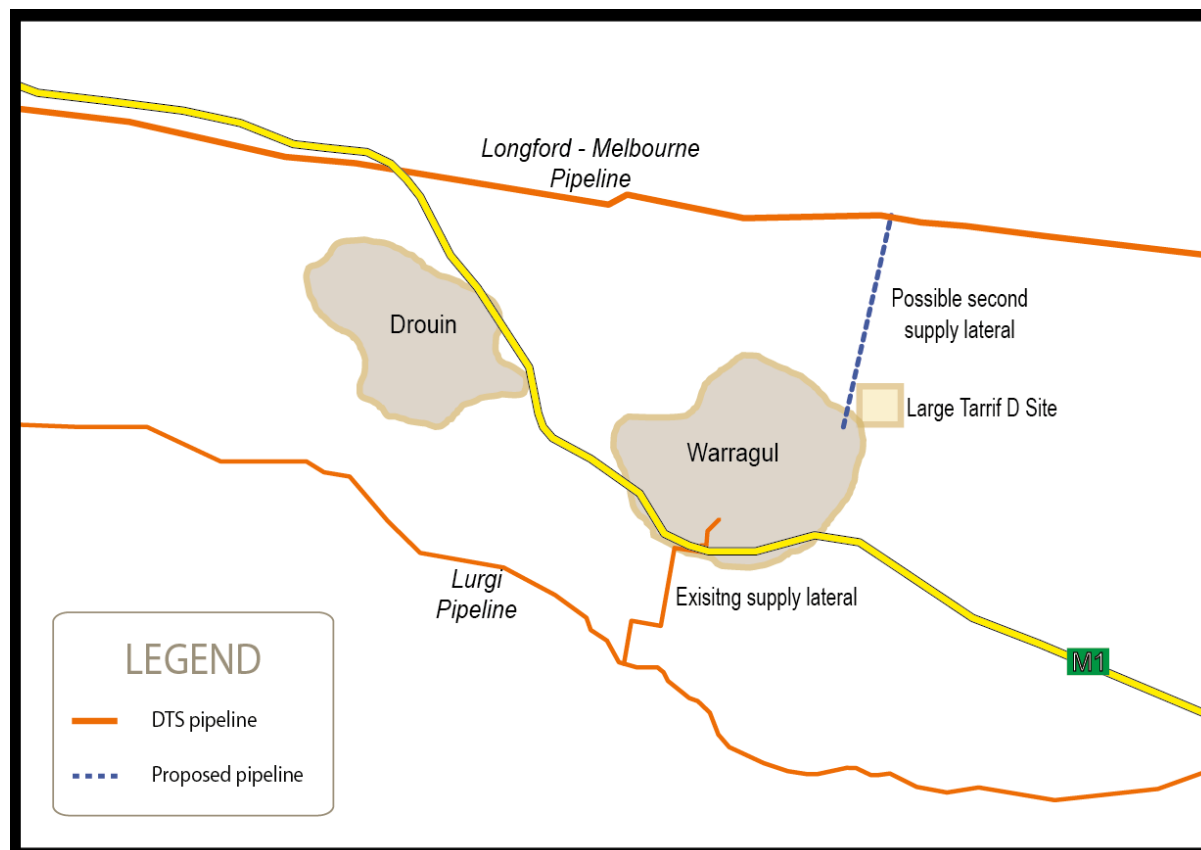 Longford - Melbourne
Pipeline
Possible second
supply lateral
Drouin
Large Tarrif D Site
Warragul
Lurgi
Pipeline
Exisitng supply lateral
M1
LEGEND
DTS pipeline
Proposed pipeline